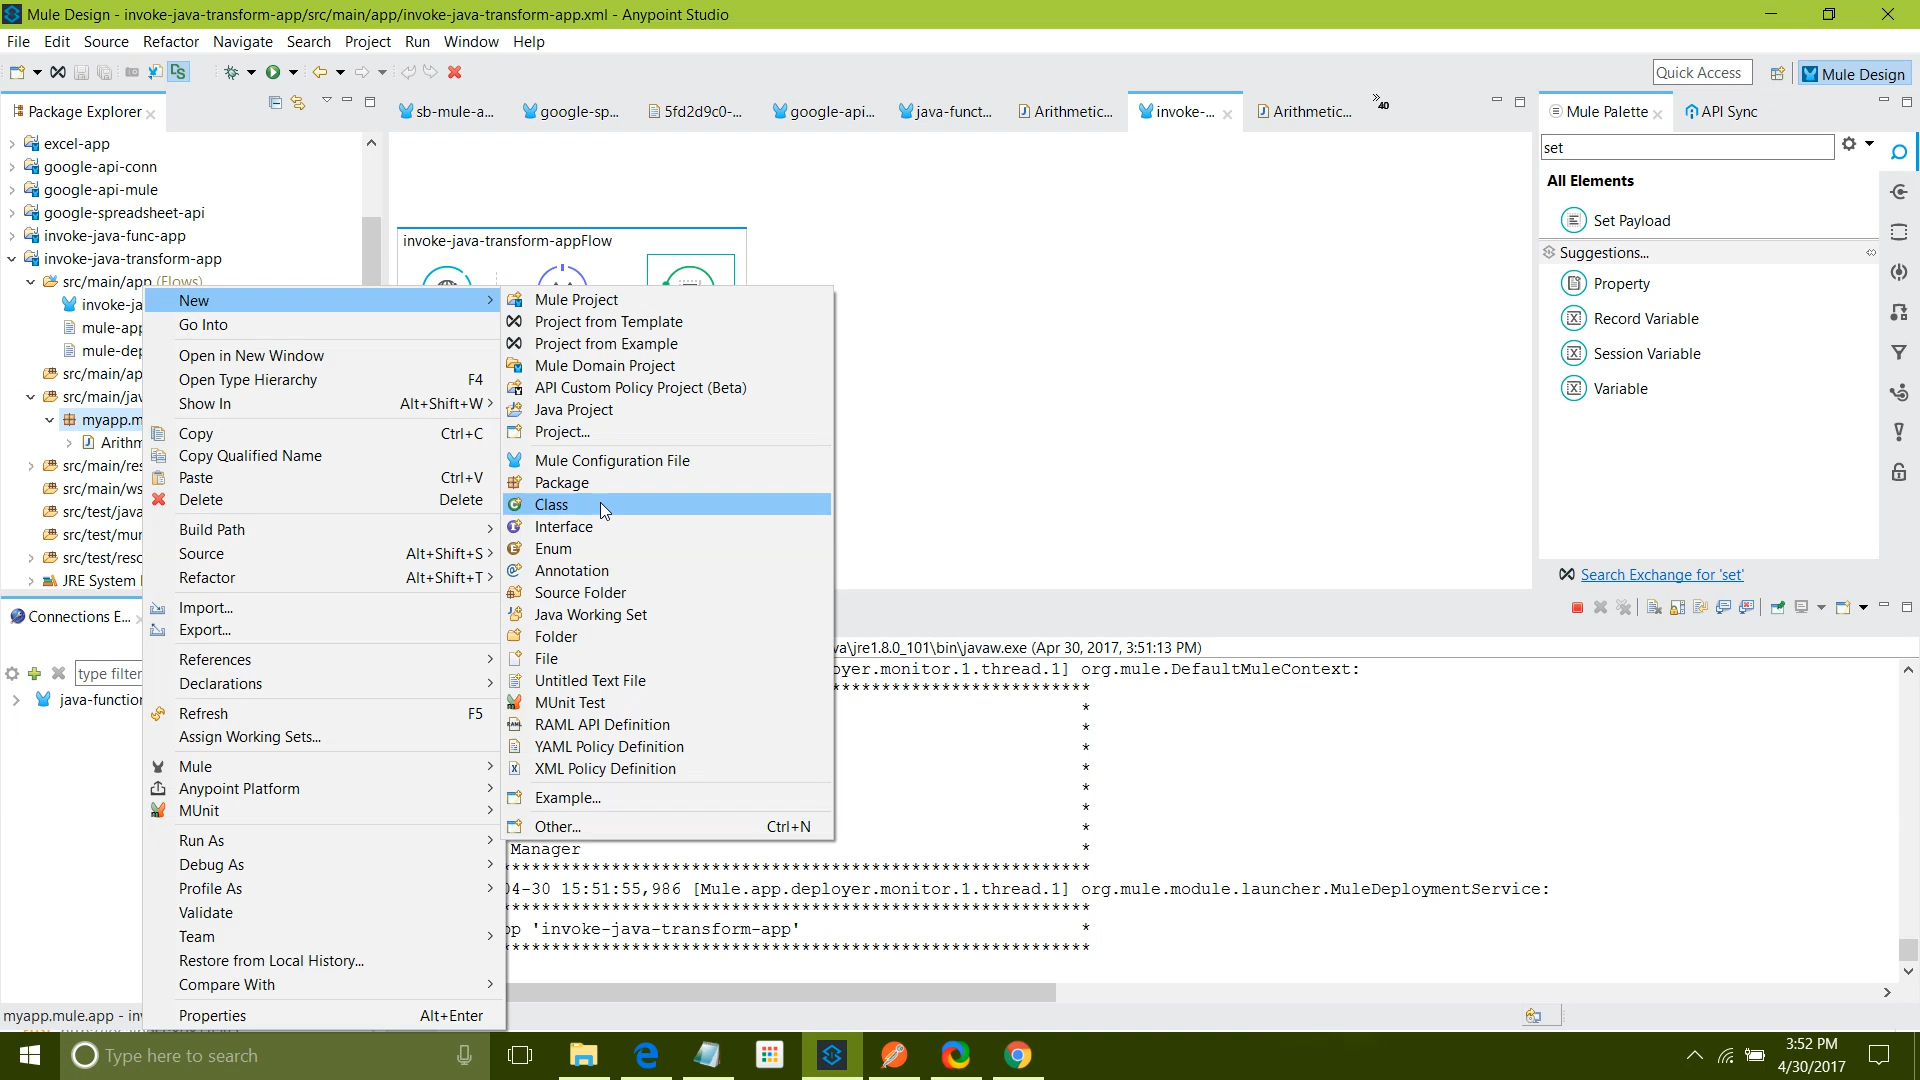 Mule Design - invoke-java-transform-app/src/main/app/invoke-java-transform-app.xml - Anypoint Studio
File Edit Source Refactor Navigate Search Project Run Window Help
Quick Access
Mule Design
Package Explorer
sb-mule-a...
google-sp...
5fd2d9c0-...
google-api...
java-funct...
Arithmetic...
invoke-...
Arithmetic...
40
Mule Palette
API Sync
excel-app
google-api-conn
google-api-mule
google-spreadsheet-api
invoke-java-func-app
invoke-java-transform-app
src/main/app (Flows)
invoke-ja
mule-app
mule-dep
src/main/ap
src/main/jav
myapp.m
Arithm
src/main/res
src/main/ws
src/test/java
src/test/mur
src/test/resc
JRE System
invoke-java-transform-appFlow
set
All Elements
Set Payload
Suggestions...
Property
Record Variable
Session Variable
Variable
Search Exchange for 'set'
New
Go Into
Open in New Window
Open Type Hierarchy F4
Show In Alt+Shift+W
Copy Ctrl+C
Copy Qualified Name
Paste Ctrl+V
Delete Delete
Build Path
Source Alt+Shift+S
Refactor Alt+Shift+T
Import...
Export...
References
Declarations
Refresh F5
Assign Working Sets...
Mule
Anypoint Platform
MUnit
Run As
Debug As
Profile As
Validate
Team
Restore from Local History...
Compare With
Properties Alt+Enter
Mule Project
Project from Template
Project from Example
Mule Domain Project
API Custom Policy Project (Beta)
Java Project
Project...
Mule Configuration File
Package
Class
Interface
Enum
Annotation
Source Folder
Java Working Set
Folder
File
Untitled Text File
MUnit Test
RAML API Definition
YAML Policy Definition
XML Policy Definition
Example...
Other... Ctrl+N
Connections E...
type filter
java-function
va\jre1.8.0_101\bin\javaw.exe (Apr 30, 2017, 3:51:13 PM)
oyer.monitor.1.thread.1] org.mule.DefaultMuleContext:
**************************
*
*
*
*
*
*
*
Manager *
***********************************************************
04-30 15:51:55,986 [Mule.app.deployer.monitor.1.thread.1] org.mule.module.launcher.MuleDeploymentService:
***********************************************************
pp 'invoke-java-transform-app' *
***********************************************************
myapp.mule.app - inv
Type here to search
3:52 PM
4/30/2017